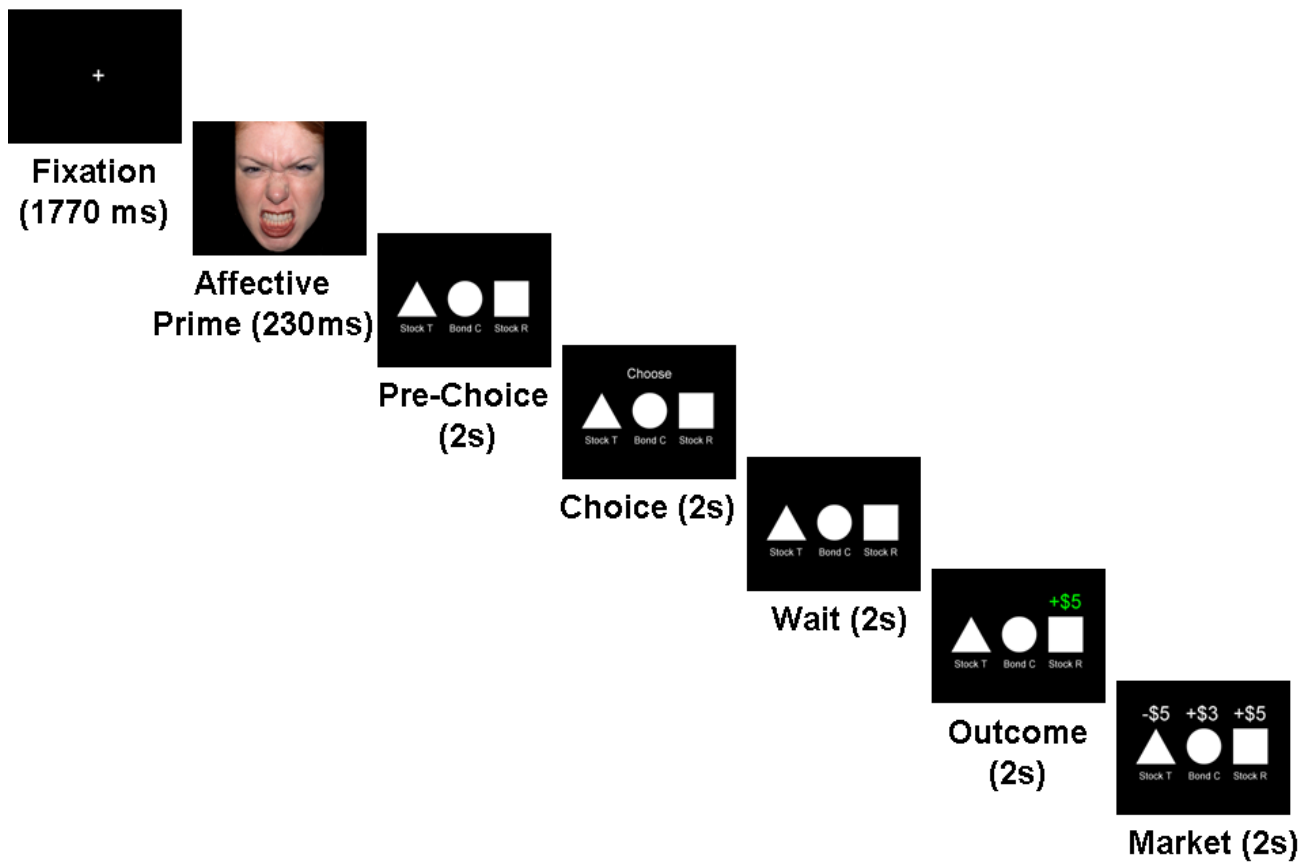 +
Fixation
(1770 ms)
Affective
Prime (230ms)
Stock T Bond C Stock R
Pre-Choice
(2s)
Choose
Stock T Bond C Stock R
Choice (2s)
Stock T Bond C Stock R
Wait (2s)
+$5
Stock T Bond C Stock R
Outcome
(2s)
-$5 +$3 +$5
Stock T Bond C Stock R
Market (2s)